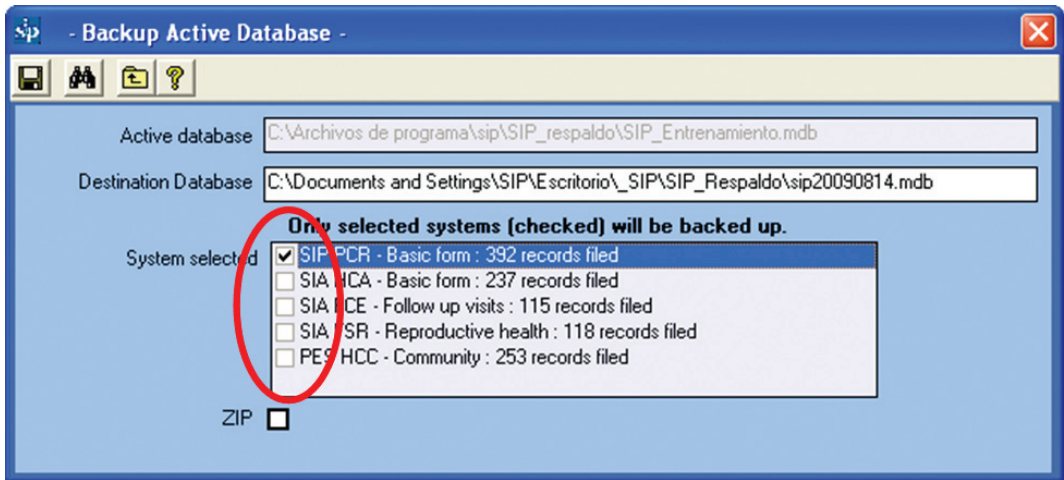 sip - Backup Active Database -
Active database C:\Archivos de programa\sip\SIP_respaldo\SIP_Entrenamiento.mdb
Destination Database C:\Documents and Settings\SIP\Escritorio\_SIP\SIP_Respaldo\sip20090814.mdb
Only selected systems (checked) will be backed up.
System selected SIP PCR - Basic form : 392 records filed
SIA HCA - Basic form : 237 records filed
SIA FCE - Follow up visits : 115 records filed
SIA FSR - Reproductive health : 118 records filed
PES HCC - Community : 253 records filed
ZIP